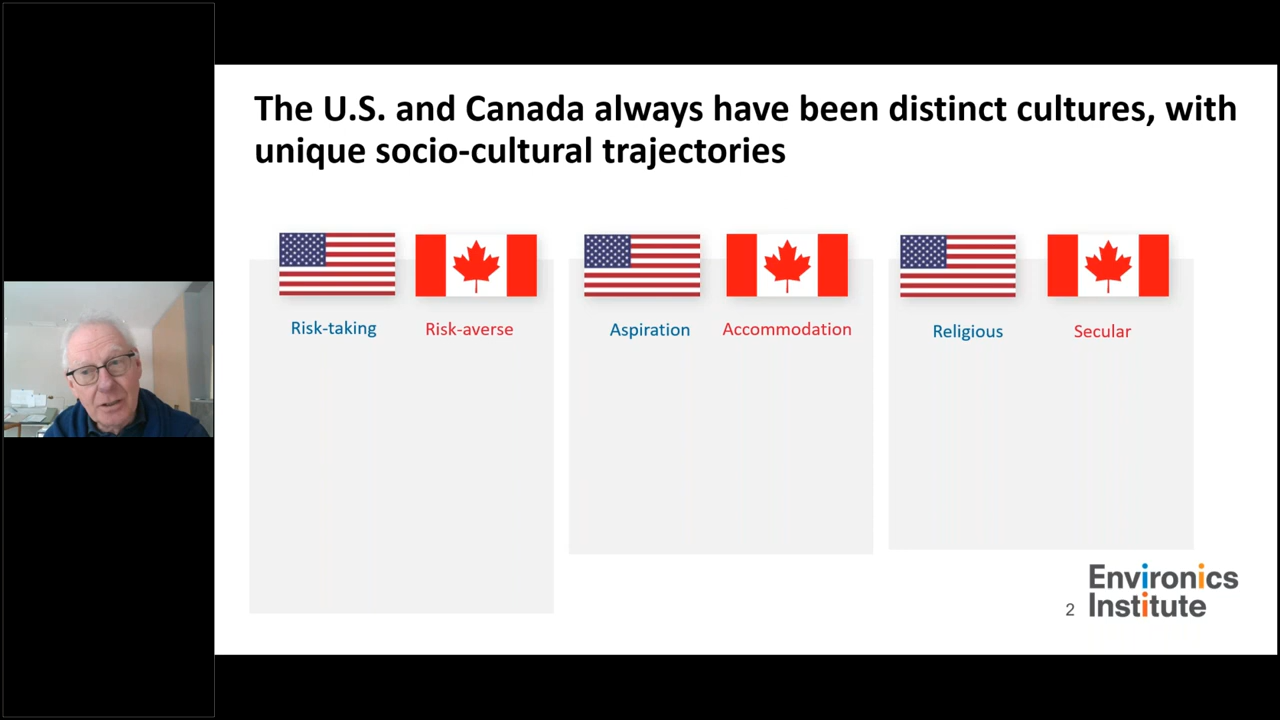 The U.S. and Canada always have been distinct cultures, with
unique socio-cultural trajectories
Risk-taking
Risk-averse
Aspiration
Accommodation
Religious
Secular
2
Environics
Institute